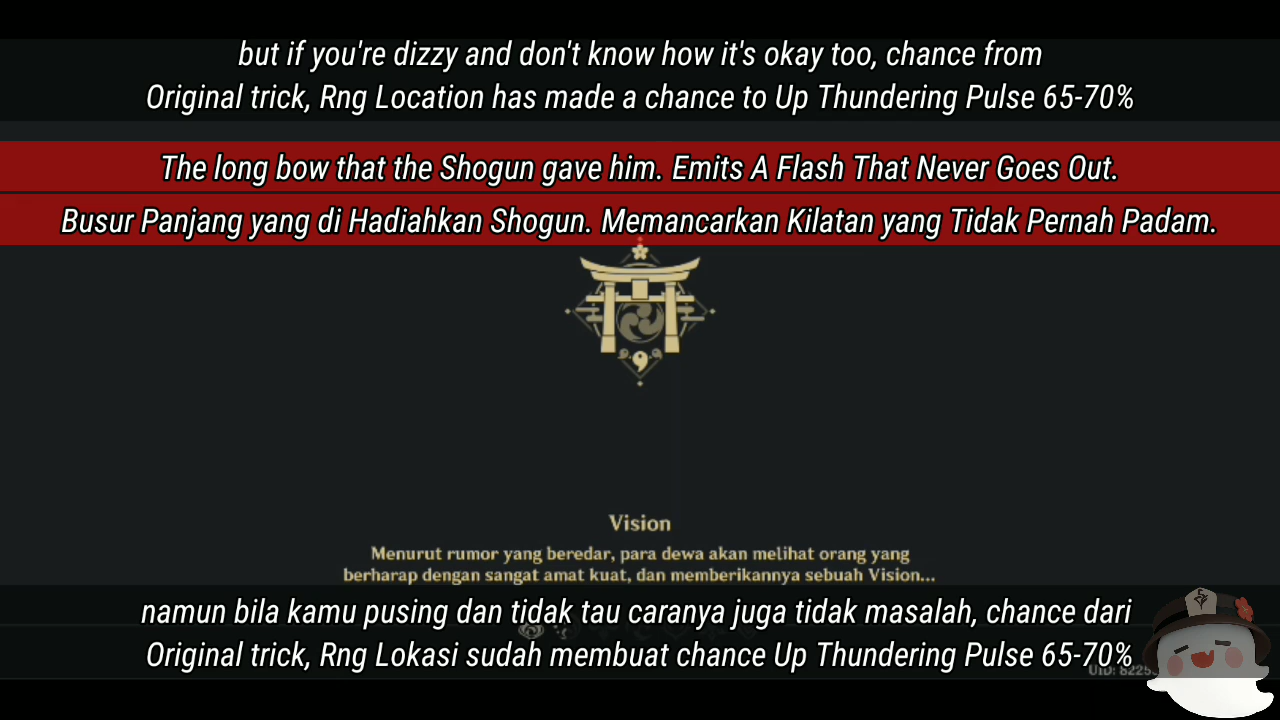 but if you're dizzy and don't know how it's okay too, chance from
Original trick, Rng Location has made a chance to Up Thundering Pulse 65-70%
The long bow that the Shogun gave him. Emits A Flash That Never Goes Out.
Busur Panjang yang di Hadiahkan Shogun. Memancarkan Kilatan yang Tidak Pernah Padam.
Vision
Menurut rumor yang beredar, para dewa akan melihat orang yang
berharap dengan sangat amat kuat, dan memberikannya sebuah Vision...
namun bila kamu pusing dan tidak tau caranya juga tidak masalah, chance dari
Original trick, Rng Lokasi sudah membuat chance Up Thundering Pulse 65-70%
UID: